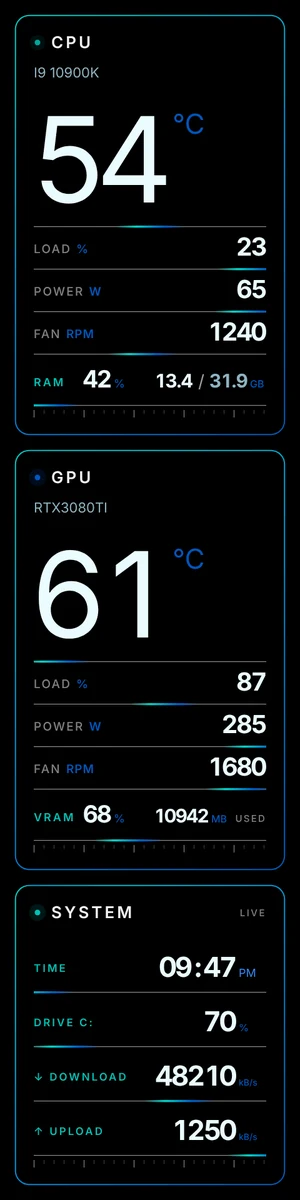 CPU
I9 10900K
54 °C
LOAD % 23
POWER W 65
FAN RPM 1240
RAM 42 % 13.4 / 31.9 GB
GPU
RTX3080TI
61 °C
LOAD % 87
POWER W 285
FAN RPM 1680
VRAM 68 % 10942 MB USED
SYSTEM LIVE
TIME 09:47 PM
DRIVE C: 70 %
↓ DOWNLOAD 48210 kB/s
↑ UPLOAD 1250 kB/s